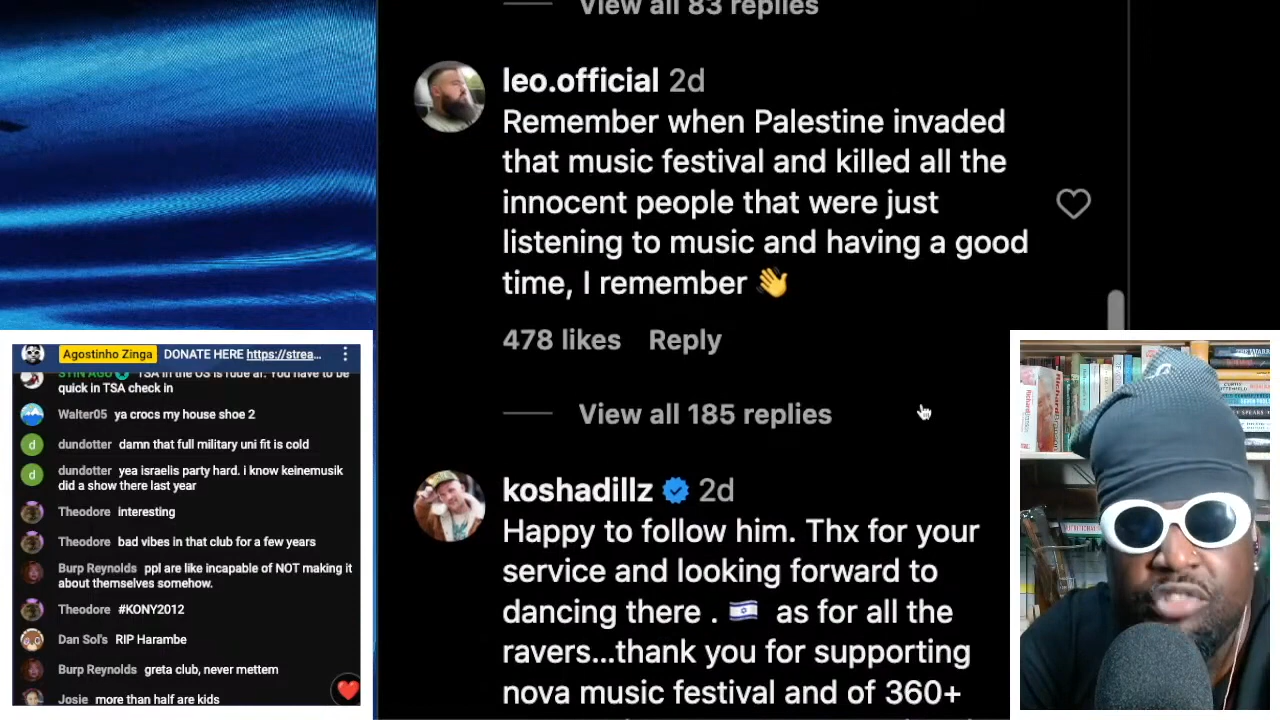 View all 83 replies
leo.official 2d
Remember when Palestine invaded
that music festival and killed all the
innocent people that were just
listening to music and having a good
time, I remember 👋
478 likes Reply
View all 185 replies
koshadillz 2d
Happy to follow him. Thx for your
service and looking forward to
dancing there . 🇮🇱 as for all the
ravers...thank you for supporting
nova music festival and of 360+
Agostinho Zinga DONATE HERE https://strea...
STIN AGO TSA in the US is rude af. You have to be
quick in TSA check in
Walter05 ya crocs my house shoe 2
dundotter damn that full military uni fit is cold
dundotter yea israelis party hard. i know keinemusik
did a show there last year
Theodore interesting
Theodore bad vibes in that club for a few years
Burp Reynolds ppl are like incapable of NOT making it
about themselves somehow.
Theodore #KONY2012
Dan Sol's RIP Harambe
Burp Reynolds greta club, never mettem
Josie more than half are kids